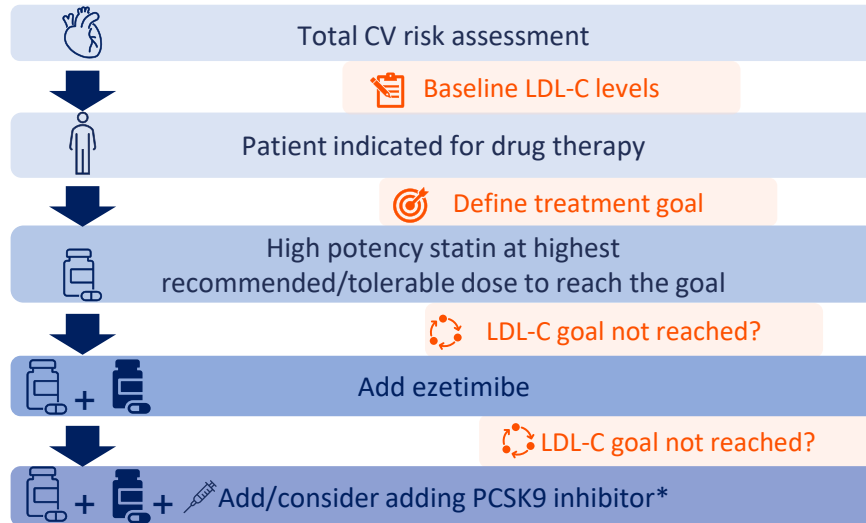 Total CV risk assessment
Baseline LDL-C levels
Patient indicated for drug therapy
Define treatment goal
High potency statin at highest
recommended/tolerable dose to reach the goal
LDL-C goal not reached?
+ Add ezetimibe
LDL-C goal not reached?
+ + Add/consider adding PCSK9 inhibitor*